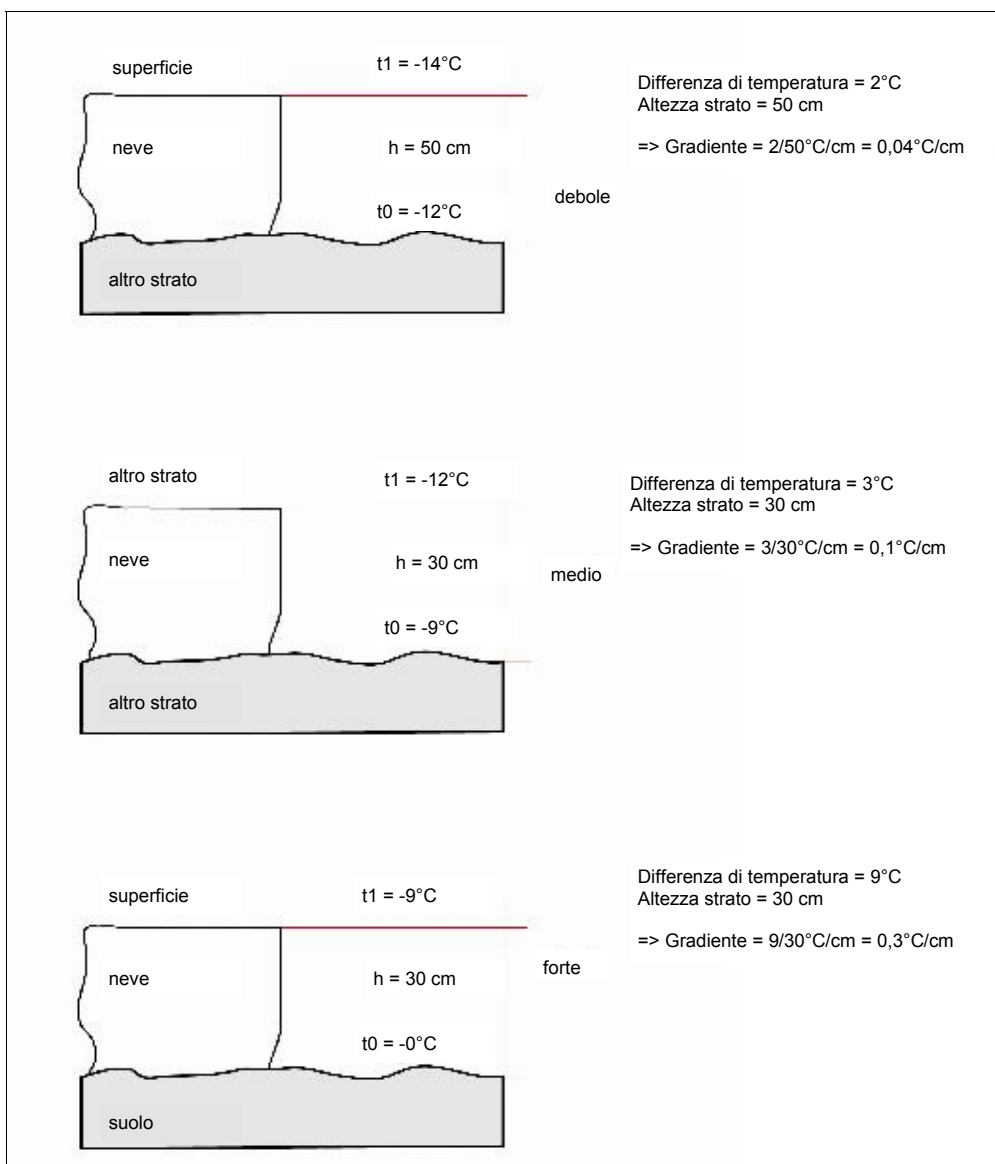 superficie
t1 = -14°C
neve
h = 50 cm
t0 = -12°C
altro strato
debole
Differenza di temperatura = 2°C
Altezza strato = 50 cm
=> Gradiente = 2/50°C/cm = 0,04°C/cm
altro strato
t1 = -12°C
neve
h = 30 cm
t0 = -9°C
altro strato
medio
Differenza di temperatura = 3°C
Altezza strato = 30 cm
=> Gradiente = 3/30°C/cm = 0,1°C/cm
superficie
t1 = -9°C
neve
h = 30 cm
t0 = -0°C
suolo
forte
Differenza di temperatura = 9°C
Altezza strato = 30 cm
=> Gradiente = 9/30°C/cm = 0,3°C/cm